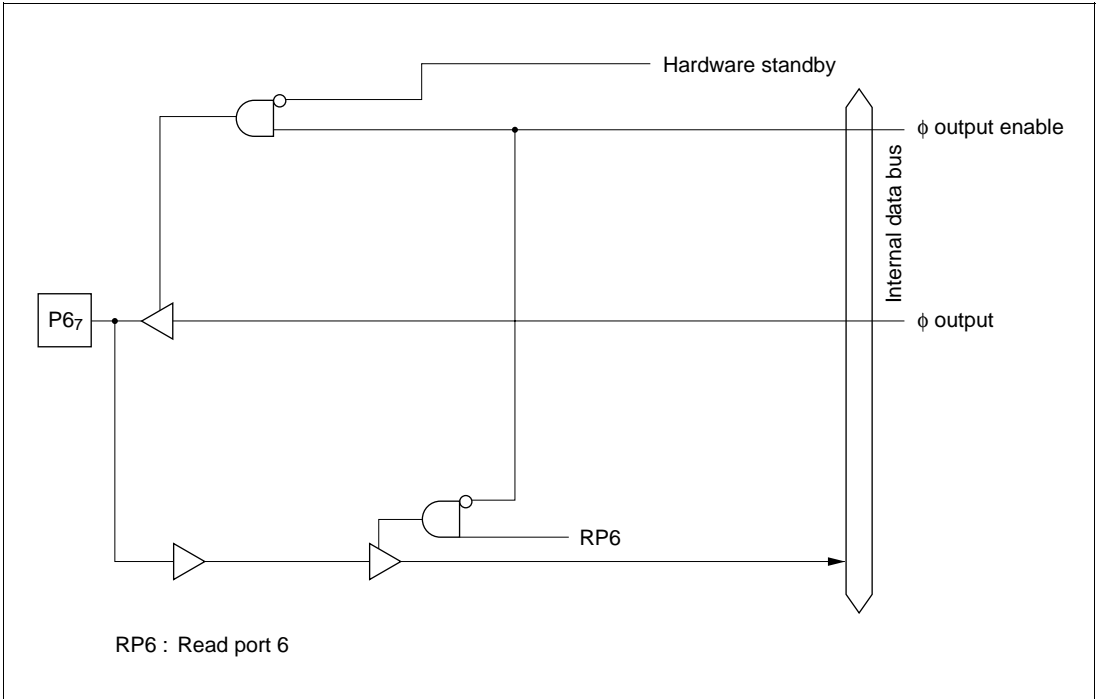 Hardware standby
ϕ output enable
Internal data bus
P6₇
ϕ output
RP6
RP6 : Read port 6